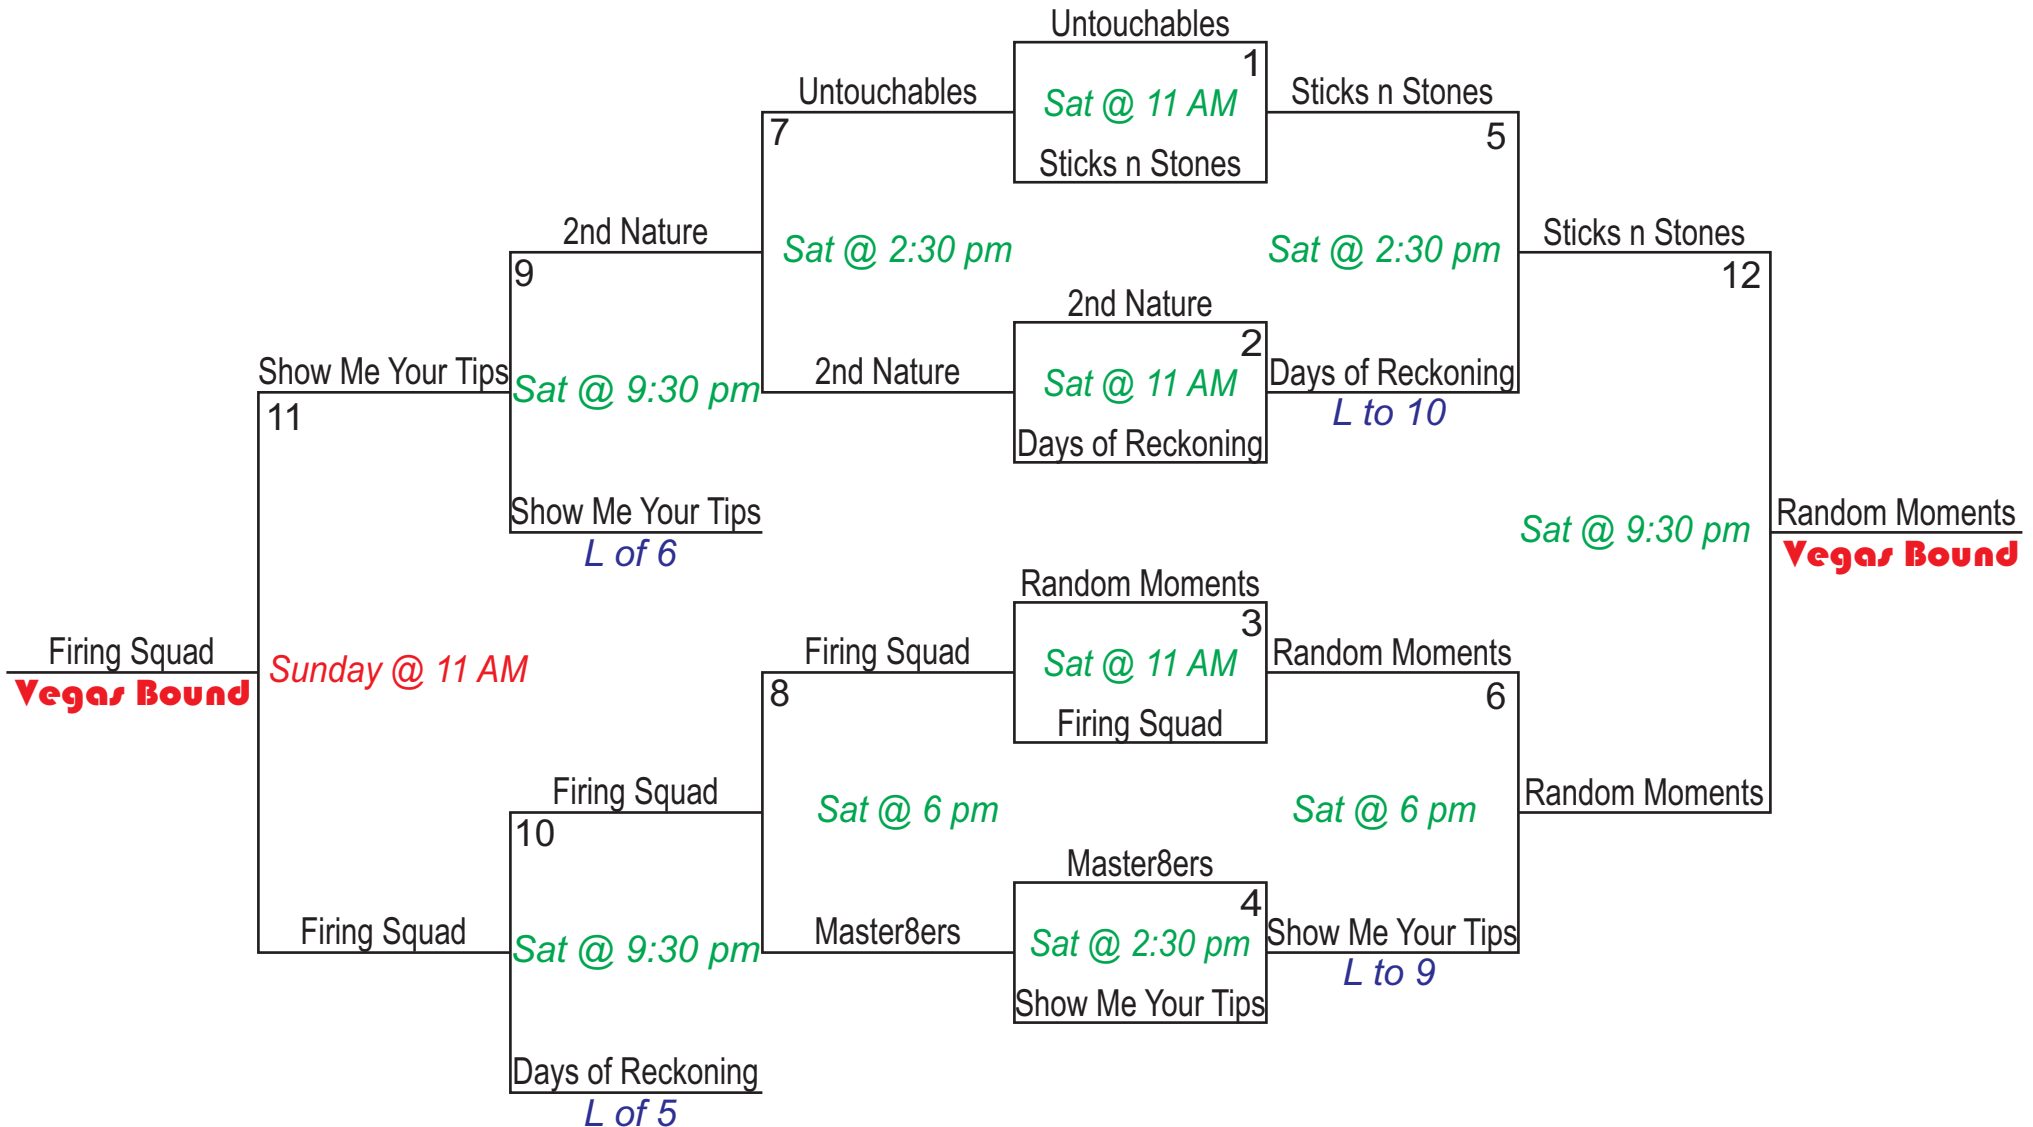 Untouchables
1
Untouchables
Sat @ 11 AM
Sticks n Stones
7
5
Sticks n Stones
2nd Nature
Sat @ 2:30 pm
Sat @ 2:30 pm
Sticks n Stones
9
12
2nd Nature
2
Show Me Your Tips
Sat @ 9:30 pm
2nd Nature
Sat @ 11 AM
Days of Reckoning
11
L to 10
Days of Reckoning
Show Me Your Tips
L of 6
Sat @ 9:30 pm
Random Moments
Vegas Bound
Random Moments
3
Firing Squad
Vegas Bound
Sunday @ 11 AM
Firing Squad
Sat @ 11 AM
Random Moments
8
6
Firing Squad
Firing Squad
Sat @ 6 pm
Sat @ 6 pm
Random Moments
10
Master8ers
4
Firing Squad
Sat @ 9:30 pm
Master8ers
Sat @ 2:30 pm
Show Me Your Tips
L to 9
Show Me Your Tips
Days of Reckoning
L of 5